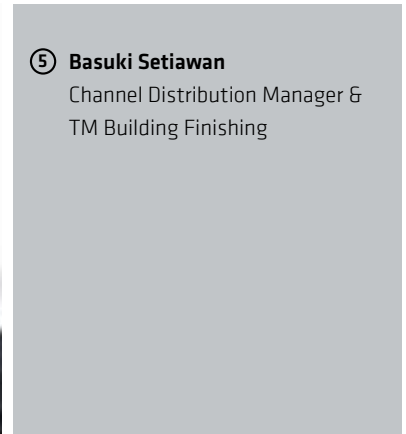 ⑤ Basuki Setiawan
Channel Distribution Manager &
TM Building Finishing